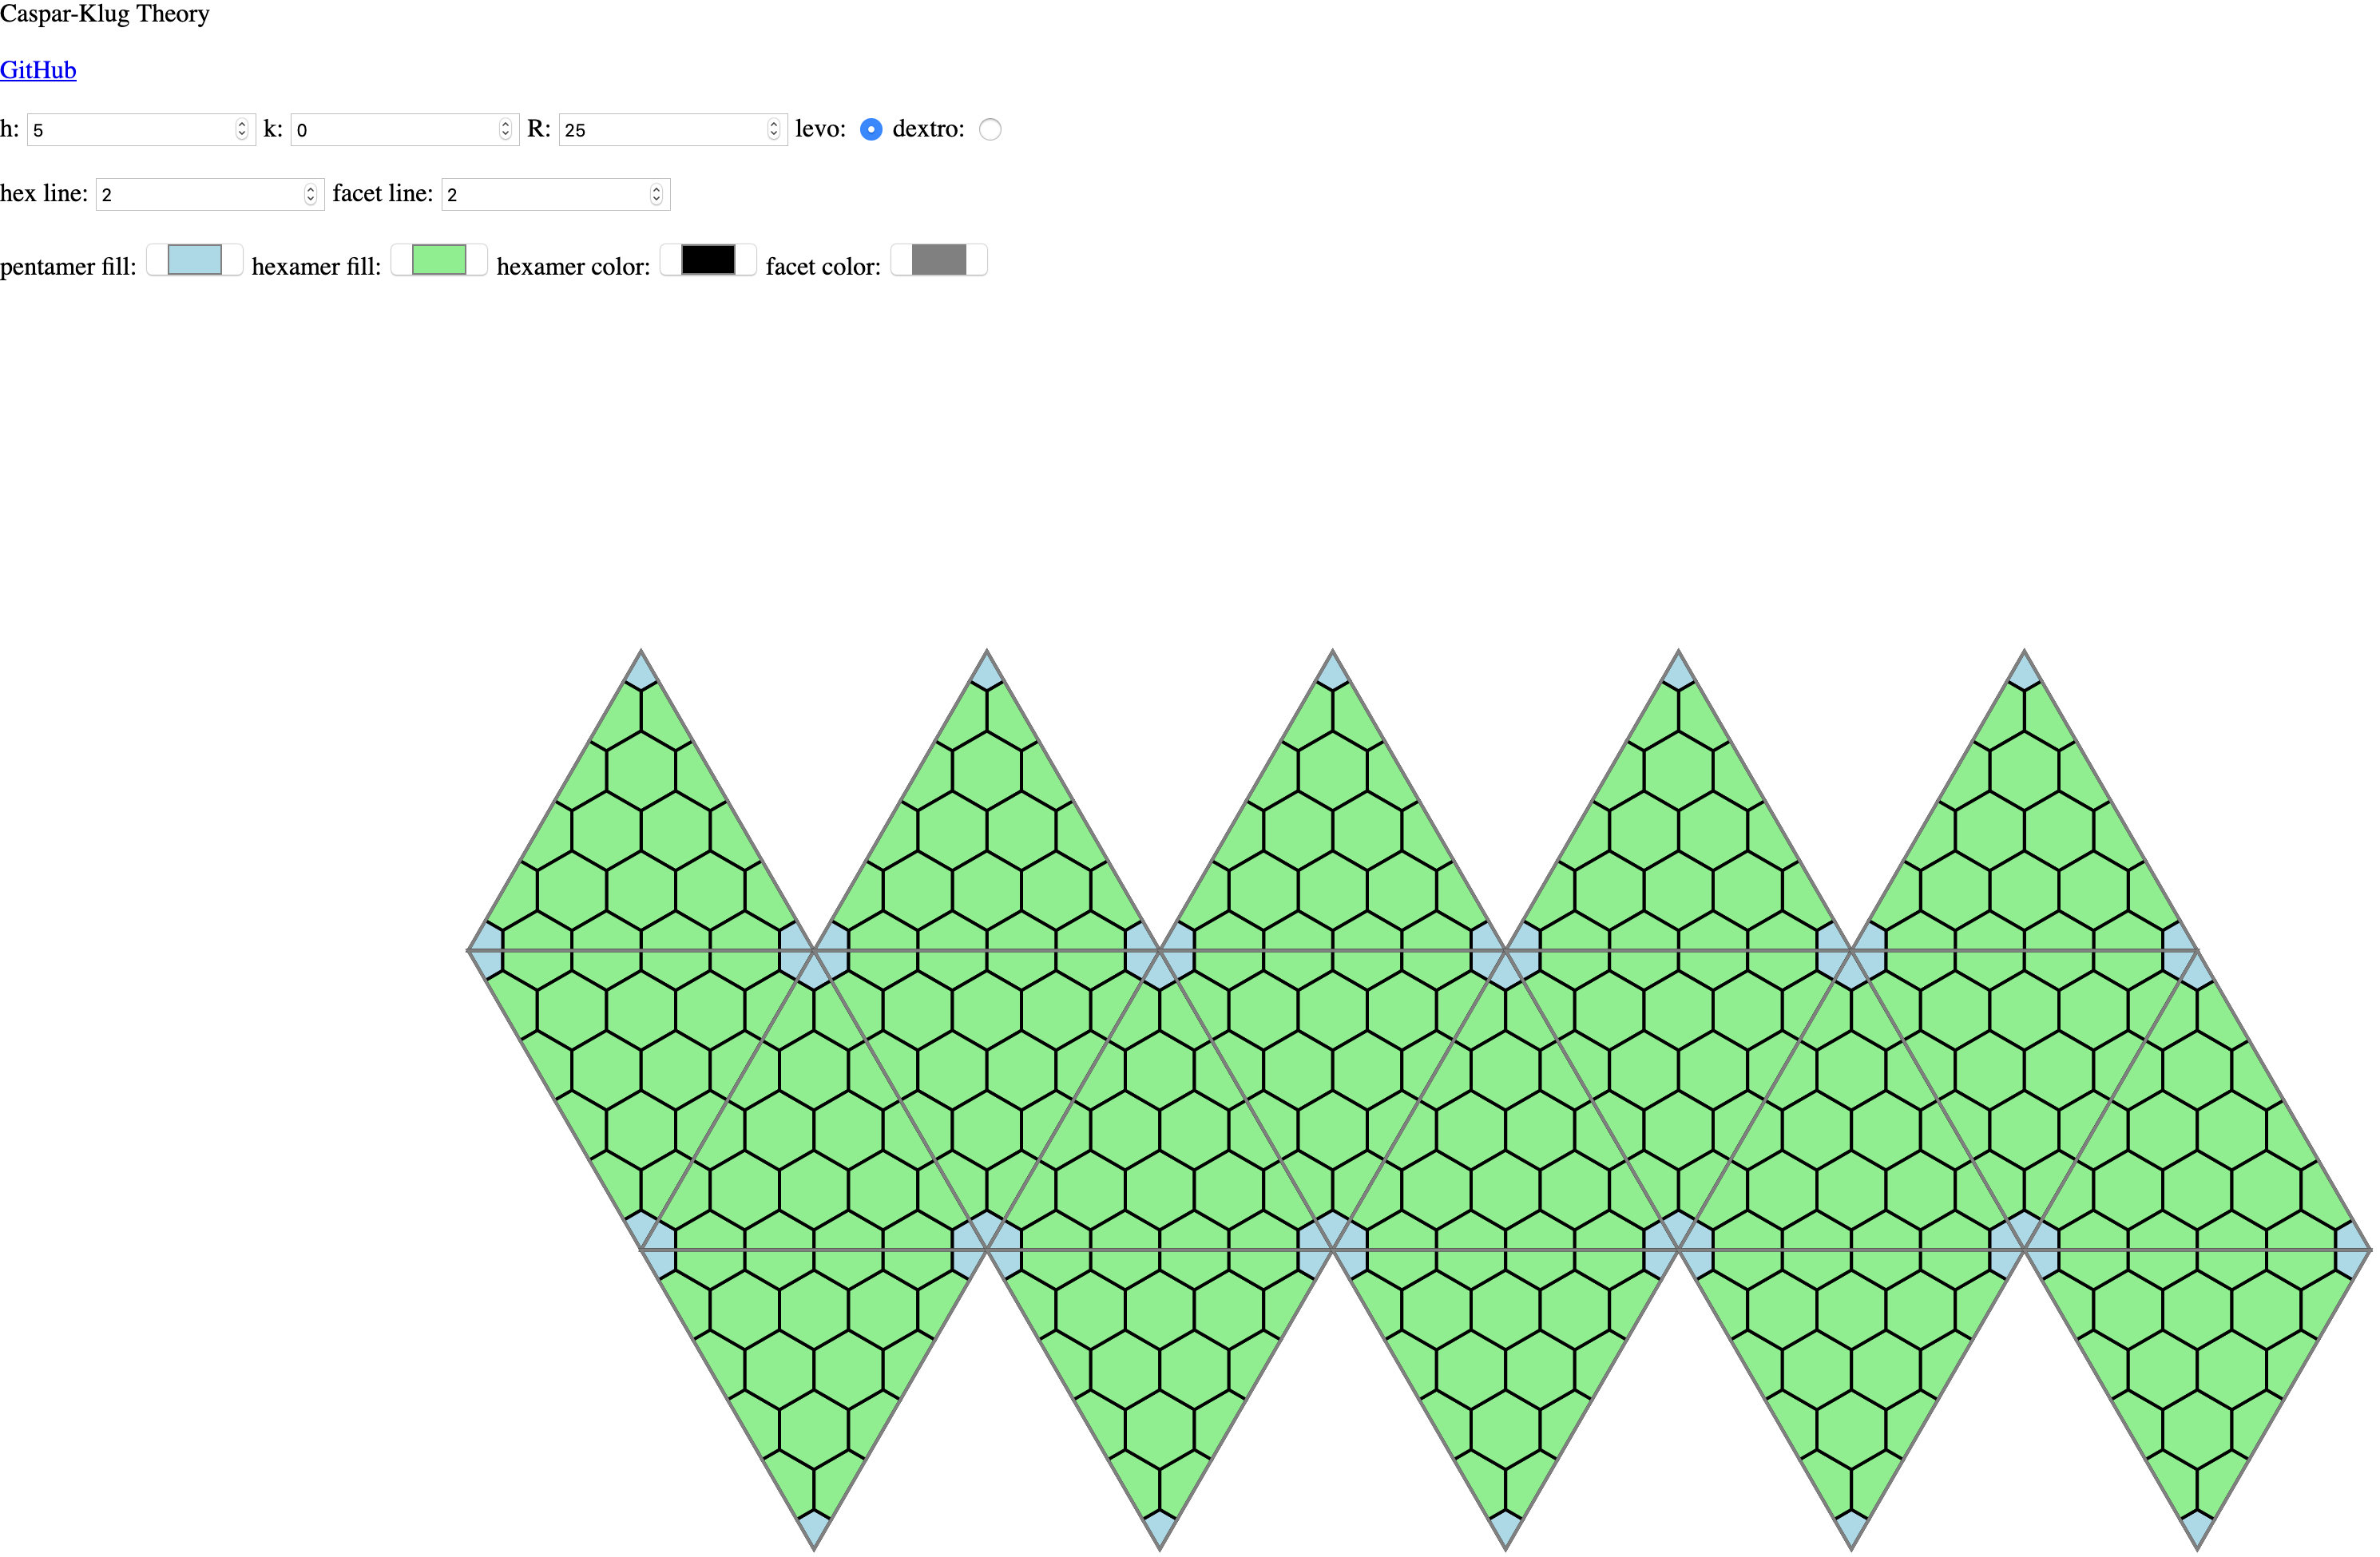 Caspar-Klug Theory
GitHub
h: 5 k: 0 R: 25 levo: dextro:
hex line: 2 facet line: 2
pentamer fill: hexamer fill: hexamer color: facet color: